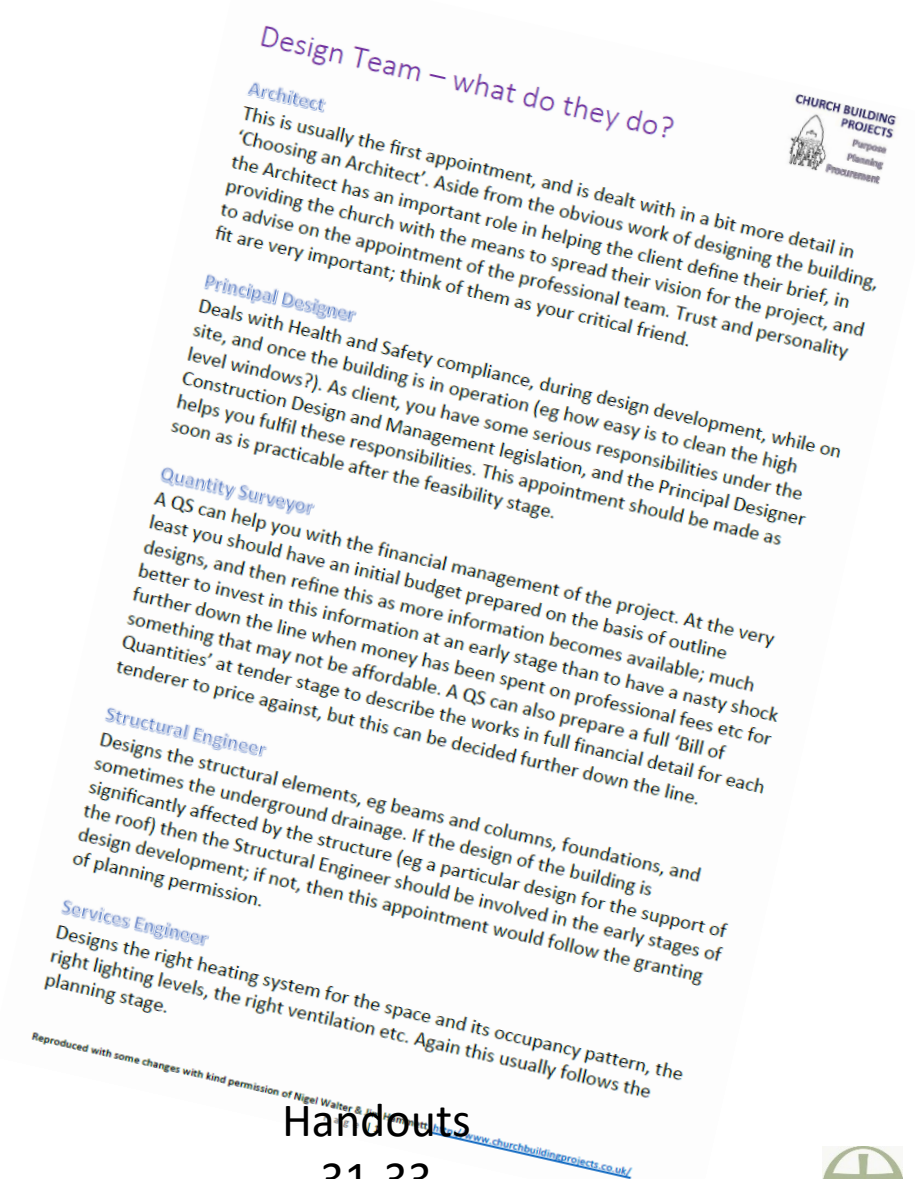 Design Team – what do they do?
CHURCH BUILDING
PROJECTS
Purpose
Planning
Procurement
Architect
This is usually the first appointment, and is dealt with in a bit more detail in
‘Choosing an Architect’. Aside from the obvious work of designing the building,
the Architect has an important role in helping the client define their brief, in
providing the church with the means to spread their vision for the project, and
to advise on the appointment of the professional team. Trust and personality
fit are very important; think of them as your critical friend.
Principal Designer
Deals with Health and Safety compliance, during design development, while on
site, and once the building is in operation (eg how easy is to clean the high
level windows?). As client, you have some serious responsibilities under the
Construction Design and Management legislation, and the Principal Designer
helps you fulfil these responsibilities. This appointment should be made as
soon as is practicable after the feasibility stage.
Quantity Surveyor
A QS can help you with the financial management of the project. At the very
least you should have an initial budget prepared on the basis of outline
designs, and then refine this as more information becomes available; much
better to invest in this information at an early stage than to have a nasty shock
further down the line when money has been spent on professional fees etc for
something that may not be affordable. A QS can also prepare a full ‘Bill of
Quantities’ at tender stage to describe the works in full financial detail for each
tenderer to price against, but this can be decided further down the line.
Structural Engineer
Designs the structural elements, eg beams and columns, foundations, and
sometimes the underground drainage. If the design of the building is
significantly affected by the structure (eg a particular design for the support of
the roof) then the Structural Engineer should be involved in the early stages of
design development; if not, then this appointment would follow the granting
of planning permission.
Services Engineer
Designs the right heating system for the space and its occupancy pattern, the
right lighting levels, the right ventilation etc. Again this usually follows the
planning stage.
Reproduced with some changes with kind permission of Nigel Walter & www.churchbuildingprojects.co.uk/
Handouts
31-33